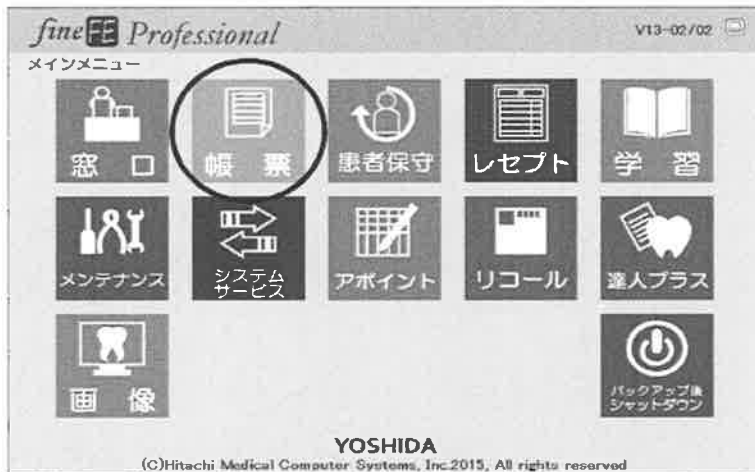 fine FE Professional
V13-02/02
メインメニュー
窓口
帳票
患者保守
レセプト
学習
メンテナンス
システム
サービス
アポイント
リコール
達人プラス
画像
バックアップ後
シャットダウン
YOSHIDA
(C)Hitachi Medical Computer Systems, Inc.2015, All rights reserved